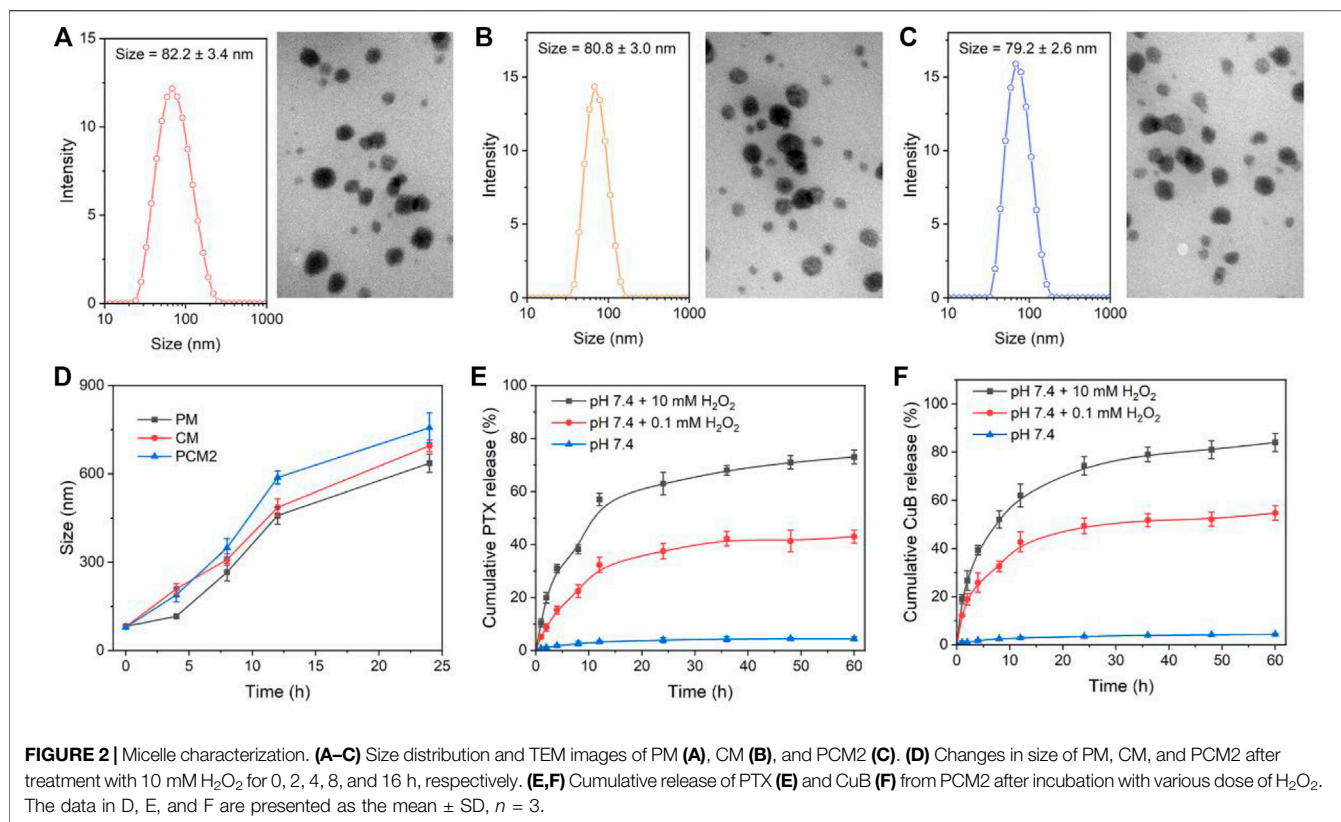 A
Size = 82.2 ± 3.4 nm
15
10
5
0
Intensity
10
100
1000
Size (nm)
B
Size = 80.8 ± 3.0 nm
15
10
5
0
Intensity
10
100
1000
Size (nm)
C
Size = 79.2 ± 2.6 nm
15
10
5
0
Intensity
10
100
1000
Size (nm)
D
900
600
300
0
Size (nm)
PM
CM
PCM2
0
5
10
15
20
25
Time (h)
E
100
80
60
40
20
0
Cumulative PTX release (%)
pH 7.4 + 10 mM H₂O₂
pH 7.4 + 0.1 mM H₂O₂
pH 7.4
0
10
20
30
40
50
60
Time (h)
F
100
80
60
40
20
0
Cumulative CuB release (%)
pH 7.4 + 10 mM H₂O₂
pH 7.4 + 0.1 mM H₂O₂
pH 7.4
0
10
20
30
40
50
60
Time (h)
FIGURE 2 | Micelle characterization. (A–C) Size distribution and TEM images of PM (A), CM (B), and PCM2 (C). (D) Changes in size of PM, CM, and PCM2 after
treatment with 10 mM H₂O₂ for 0, 2, 4, 8, and 16 h, respectively. (E,F) Cumulative release of PTX (E) and CuB (F) from PCM2 after incubation with various dose of H₂O₂.
The data in D, E, and F are presented as the mean ± SD, n = 3.